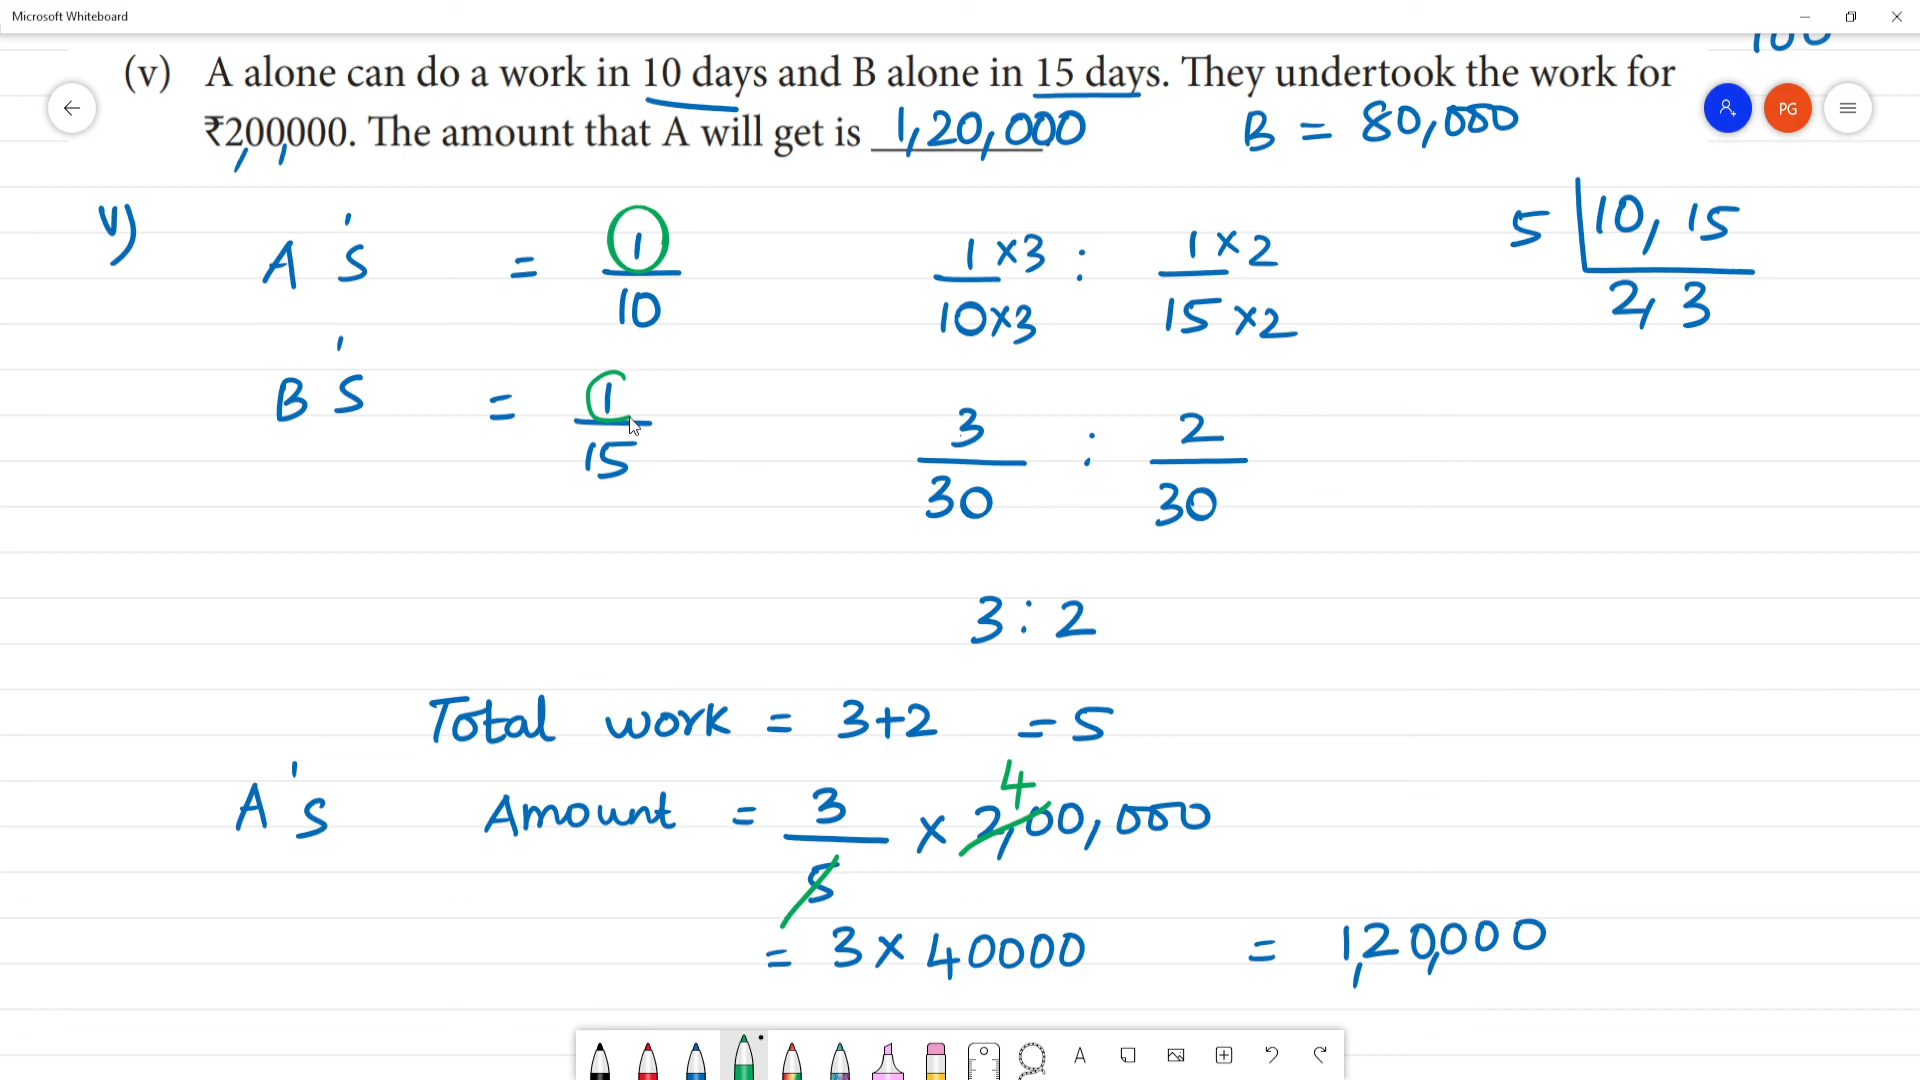 Microsoft Whiteboard
100
(v) A alone can do a work in 10 days and B alone in 15 days. They undertook the work for
₹200000. The amount that A will get is 1,20,000 B = 80,000
PG
v) A's = 1/10 1×3/10×3 : 1×2/15×2 5 | 10, 15
2, 3
B's = 1/15 3/30 : 2/30
3 : 2
Total work = 3+2 = 5
A's Amount = 3/5 × 2,00,000 4
= 3 × 40000 = 1,20,000
A